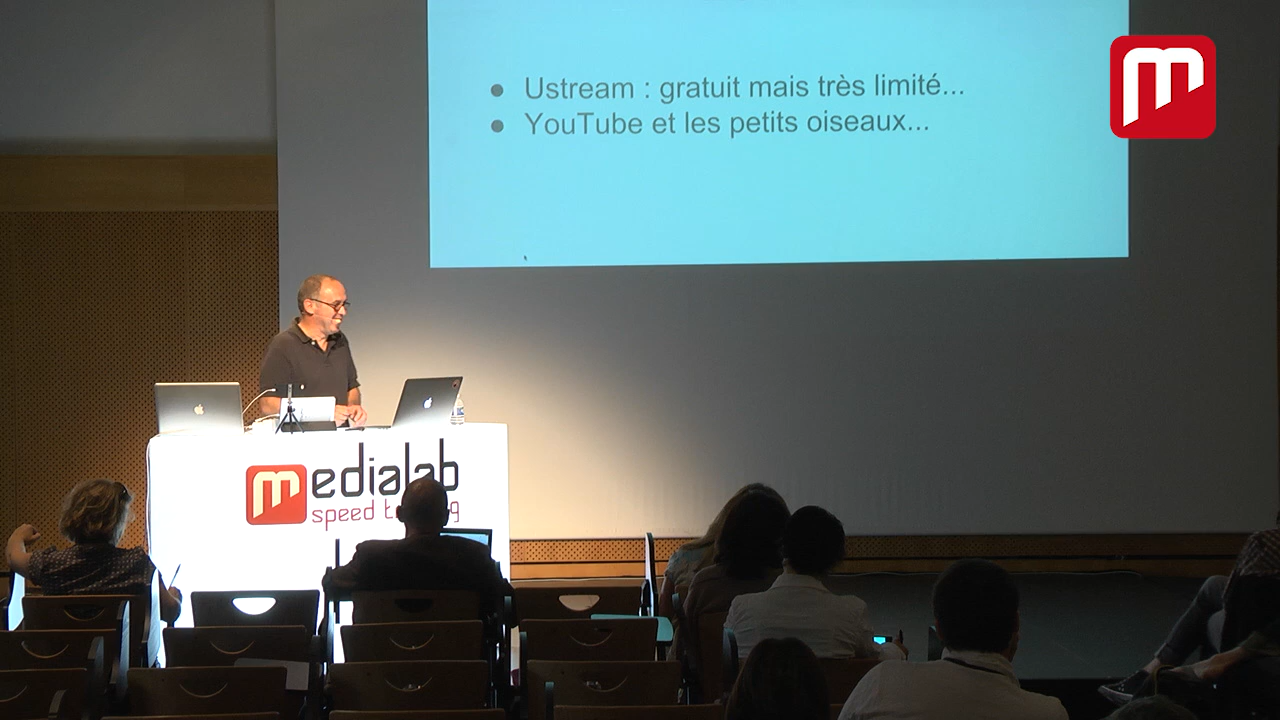 ● Ustream : gratuit mais très limité...
● YouTube et les petits oiseaux...
medialab
speed